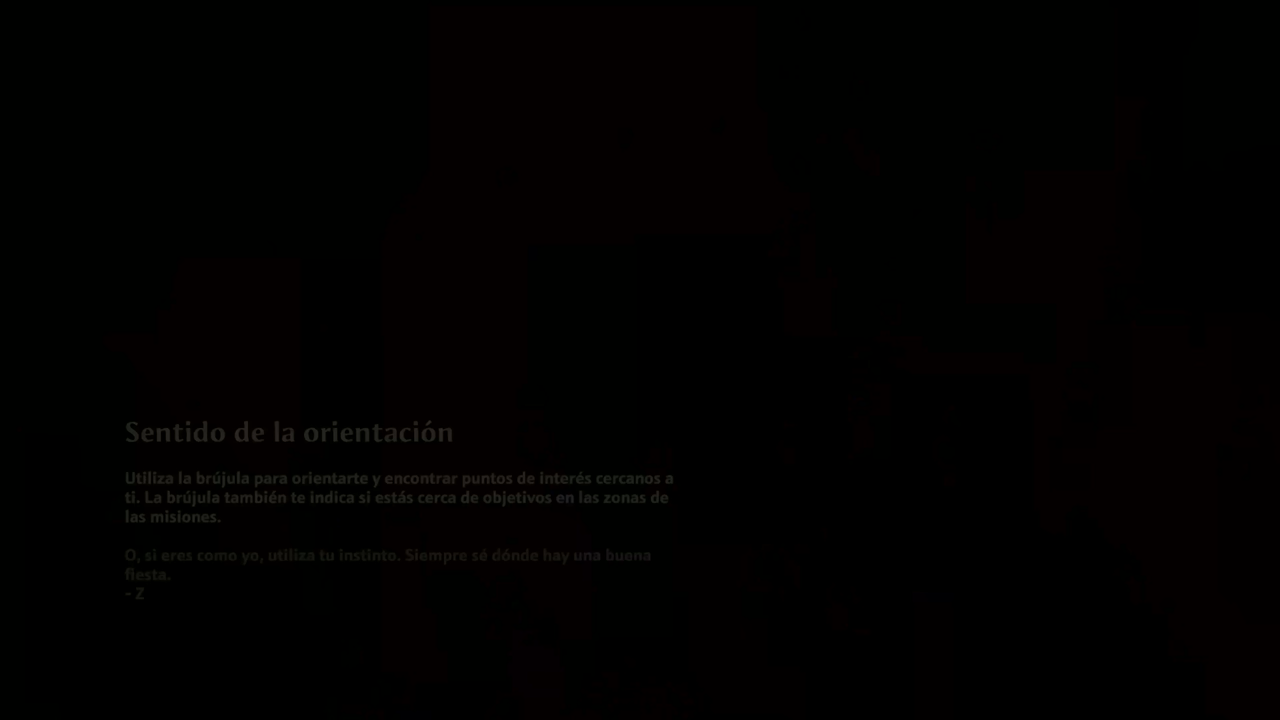 Sentido de la orientación
Utiliza la brújula para orientarte y encontrar puntos de interés cercanos a
ti. La brújula también te indica si estás cerca de objetivos en las zonas de
las misiones.
O, si eres como yo, utiliza tu instinto. Siempre sé dónde hay una buena
fiesta.
- Z